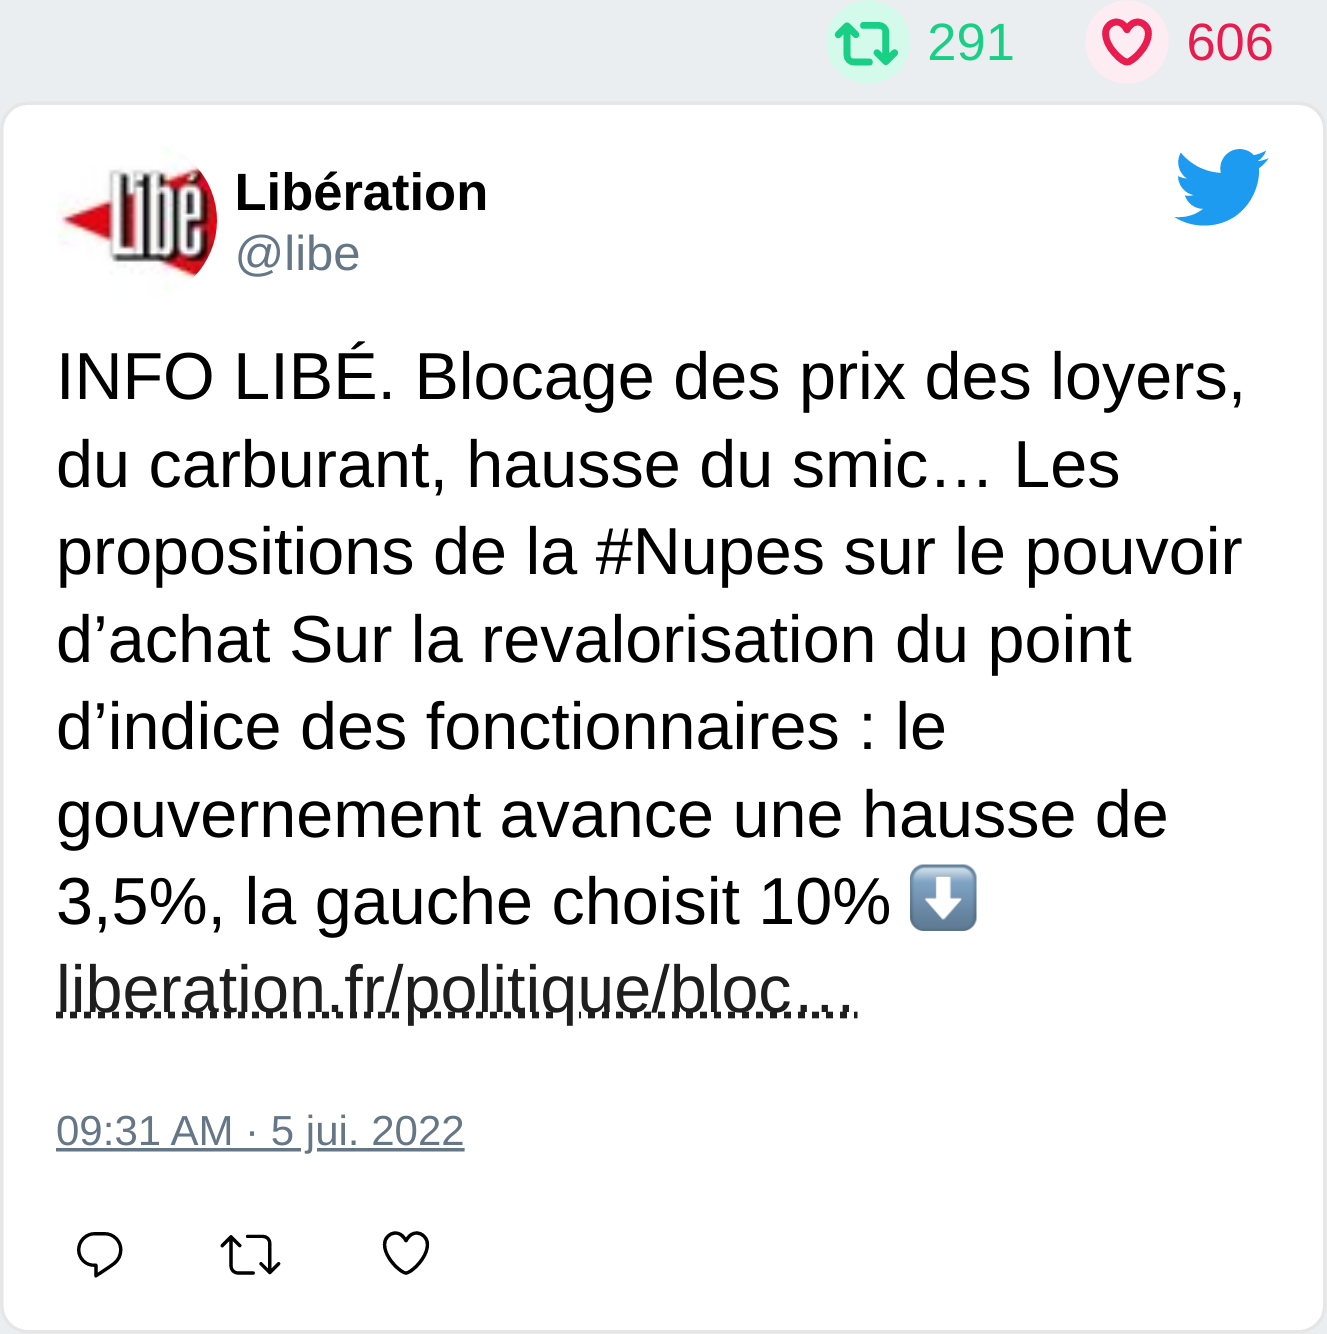 291 606
Libé
Libération
@libe
INFO LIBÉ. Blocage des prix des loyers,
du carburant, hausse du smic… Les
propositions de la #Nupes sur le pouvoir
d’achat Sur la revalorisation du point
d’indice des fonctionnaires : le
gouvernement avance une hausse de
3,5%, la gauche choisit 10% ⬇️
liberation.fr/politique/bloc…
09:31 AM · 5 jui. 2022